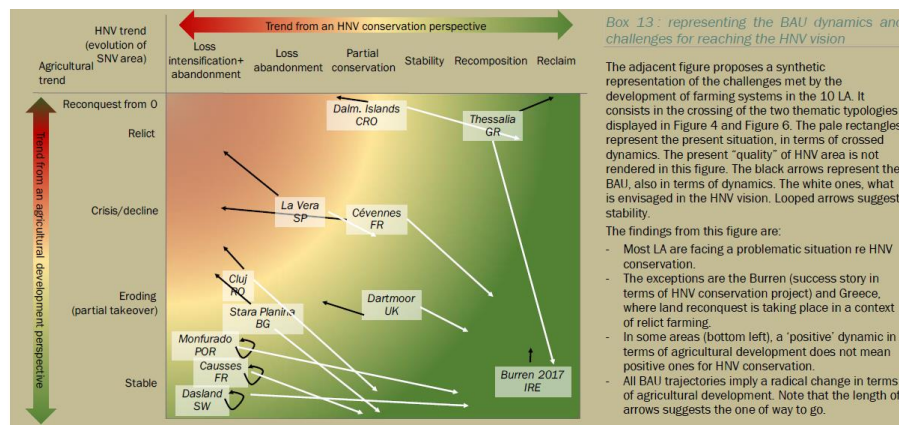 Trend from an HNV conservation perspective
HNV trend
(evolution of
SNV area)
Agricultural
trend
Loss
intensification+
abandonment
Loss
abandonment
Partial
conservation
Stability
Recomposition
Reclaim
Trend from an agricultural development perspective
Reconquest from 0
Relict
Crisis/decline
Eroding
(partial takeover)
Stable
Dalm. Islands
CRO
Thessalia
GR
La Vera
SP
Cévennes
FR
Cluj
RO
Stara Planina
BG
Dartmoor
UK
Monfurado
POR
Causses
FR
Dasland
SW
Burren 2017
IRE
Box 13 : representing the BAU dynamics and
challenges for reaching the HNV vision
The adjacent figure proposes a synthetic
representation of the challenges met by the
development of farming systems in the 10 LA. It
consists in the crossing of the two thematic typologies
displayed in Figure 4 and Figure 6. The pale rectangles
represent the present situation, in terms of crossed
dynamics. The present “quality” of HNV area is not
rendered in this figure. The black arrows represent the
BAU, also in terms of dynamics. The white ones, what
is envisaged in the HNV vision. Looped arrows suggest
stability.
The findings from this figure are:
- Most LA are facing a problematic situation re HNV
conservation.
- The exceptions are the Burren (success story in
terms of HNV conservation project) and Greece,
where land reconquest is taking place in a context
of relict farming.
- In some areas (bottom left), a ‘positive’ dynamic in
terms of agricultural development does not mean
positive ones for HNV conservation.
- All BAU trajectories imply a radical change in terms
of agricultural development. Note that the length of
arrows suggests the one of way to go.